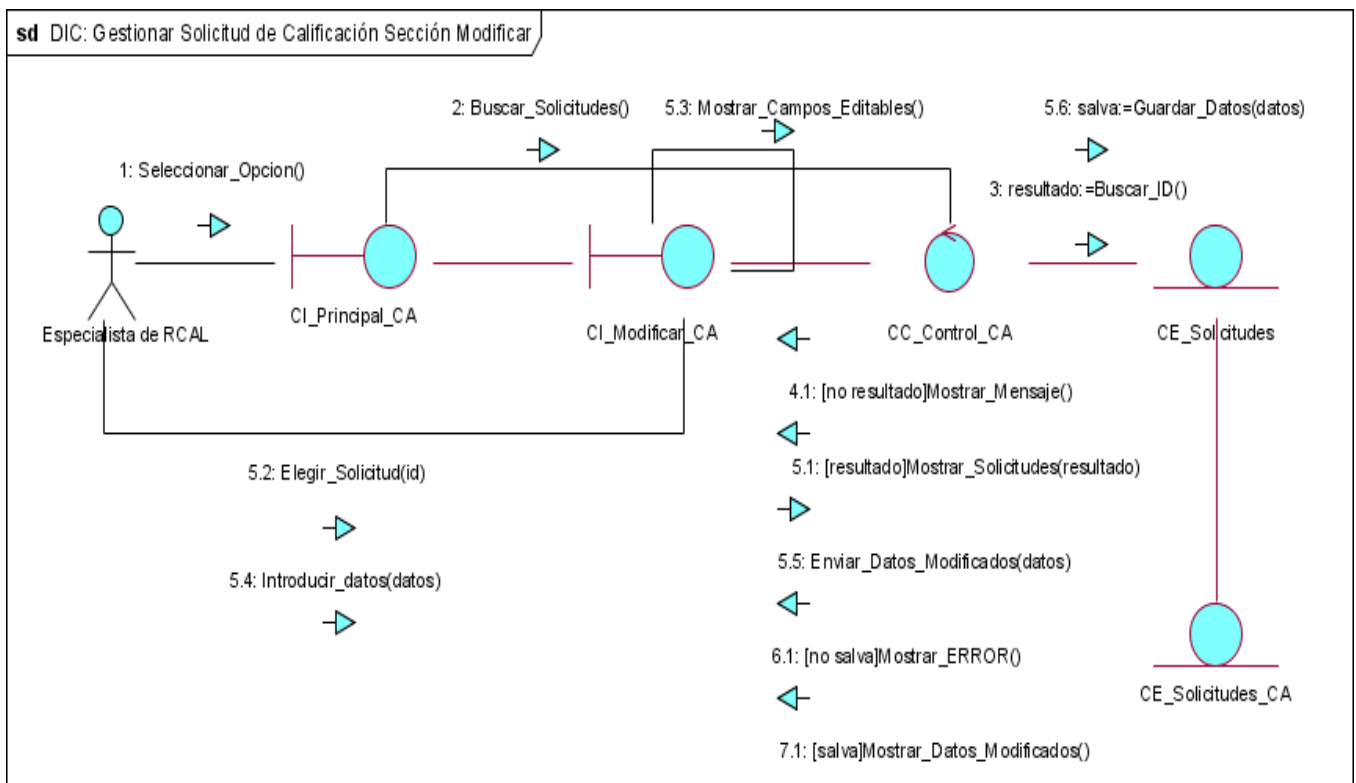 sd DIC: Gestionar Solicitud de Calificación Sección Modificar
2: Buscar_Solicitudes()
5.3: Mostrar_Campos_Editables()
5.6: salva:=Guardar_Datos(datos)
1: Seleccionar_Opcion()
3: resultado:=Buscar_ID()
Especialista de RCAL
CI_Principal_CA
CI_Modificar_CA
CC_Control_CA
CE_Solicitudes
4.1: [no resultado]Mostrar_Mensaje()
5.2: Elegir_Solicitud(id)
5.1: [resultado]Mostrar_Solicitudes(resultado)
5.4: Introducir_datos(datos)
5.5: Enviar_Datos_Modificados(datos)
6.1: [no salva]Mostrar_ERROR()
CE_Solicitudes_CA
7.1: [salva]Mostrar_Datos_Modificados()